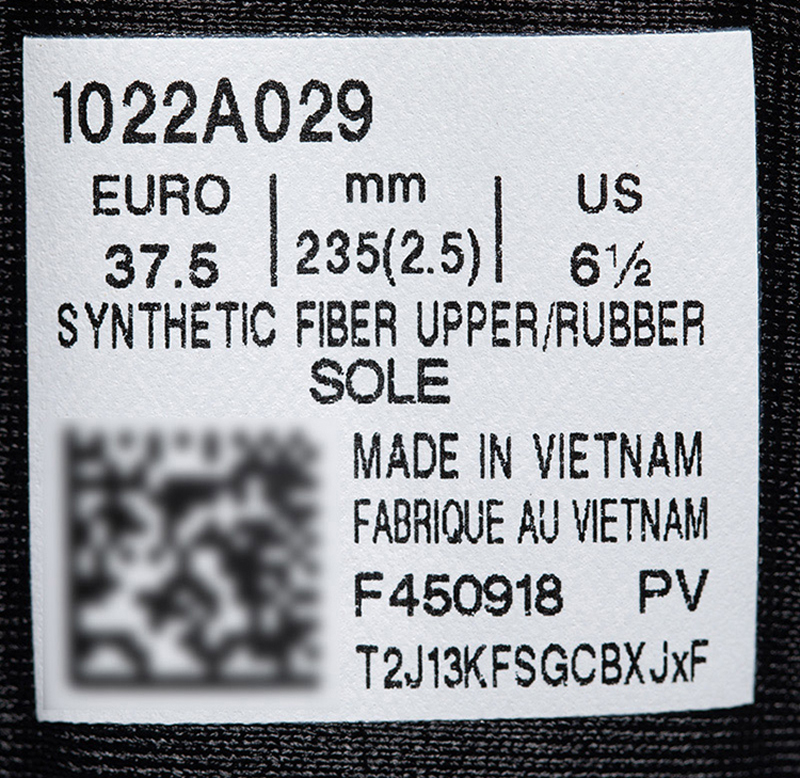 1022A029
EURO | mm | US
37.5 | 235(2.5) | 6½
SYNTHETIC FIBER UPPER/RUBBER
SOLE
MADE IN VIETNAM
FABRIQUE AU VIETNAM
F450918 PV
T2J13KFSGCBXJxF